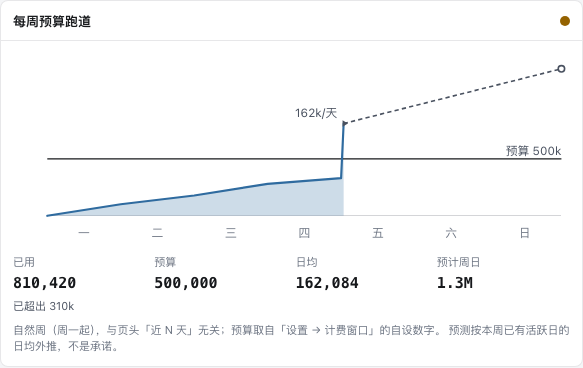 每周预算跑道
162k/天
预算 500k
一 二 三 四 五 六 日
已用 预算 日均 预计周日
810,420 500,000 162,084 1.3M
已超出 310k
自然周（周一起），与页头「近 N 天」无关；预算取自「设置 → 计费窗口」的自设数字。 预测按本周已有活跃日的
日均外推，不是承诺。